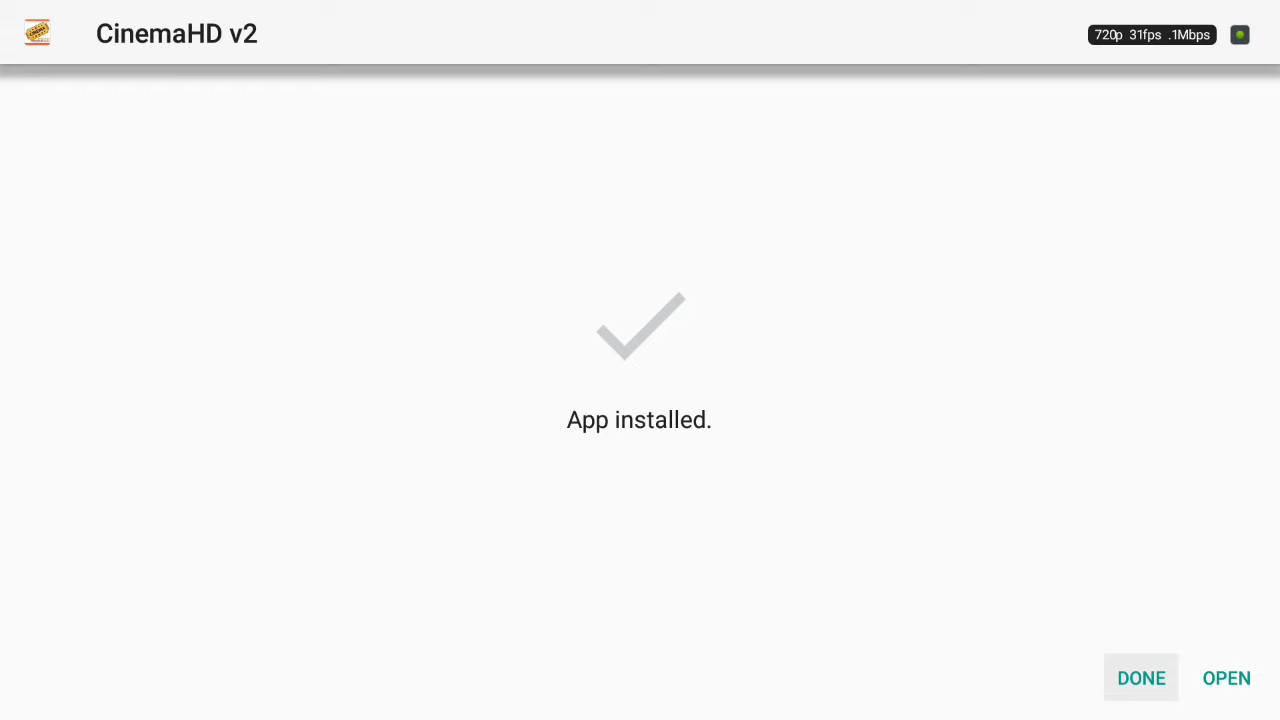 CinemaHD v2
720p 31fps .1Mbps
App installed.
DONE
OPEN